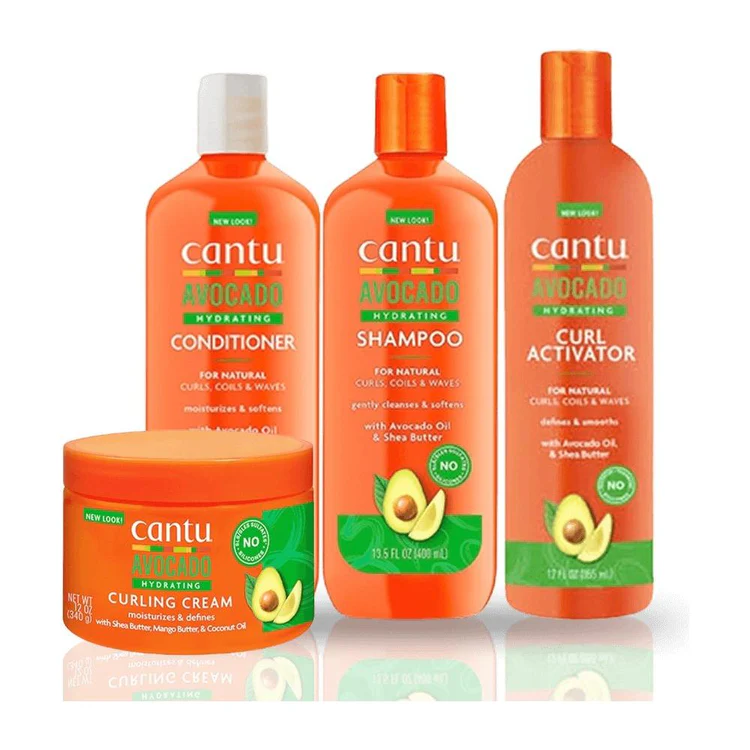 NEW LOOK!
cantu
AVOCADO
HYDRATING
CONDITIONER
FOR NATURAL
CURLS, COILS & WAVES
moisturizes & softens
with Avocado Oil
NEW LOOK!
cantu
AVOCADO
HYDRATING
SHAMPOO
FOR NATURAL
CURLS, COILS & WAVES
gently cleanses & softens
with Avocado Oil
& Shea Butter
NO
13.5 FL OZ (400 mL)
NEW LOOK!
cantu
AVOCADO
HYDRATING
CURL
ACTIVATOR
FOR NATURAL
CURLS, COILS & WAVES
defines & smooths
with Avocado Oil,
& Shea Butter
NO
12 FL OZ (355 mL)
NEW LOOK!
cantu
AVOCADO
HYDRATING
CURLING CREAM
moisturizes & defines
with Shea Butter, Mango Butter, & Coconut Oil
NET WT
12 OZ
(340 g)
NO